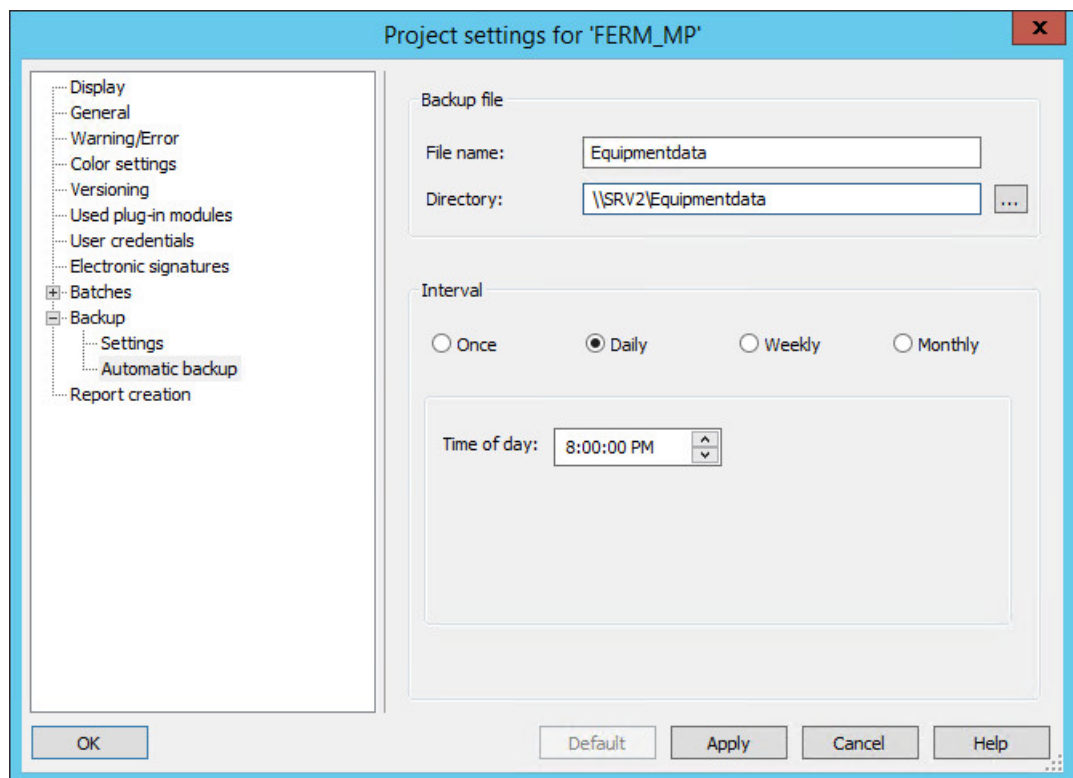 Project settings for 'FERM_MP'
x
Display
General
Warning/Error
Color settings
Versioning
Used plug-in modules
User credentials
Electronic signatures
Batches
Backup
Settings
Automatic backup
Report creation
Backup file
File name: Equipmentdata
Directory: \\SRV2\Equipmentdata ...
Interval
Once Daily Weekly Monthly
Time of day: 8:00:00 PM
OK Default Apply Cancel Help